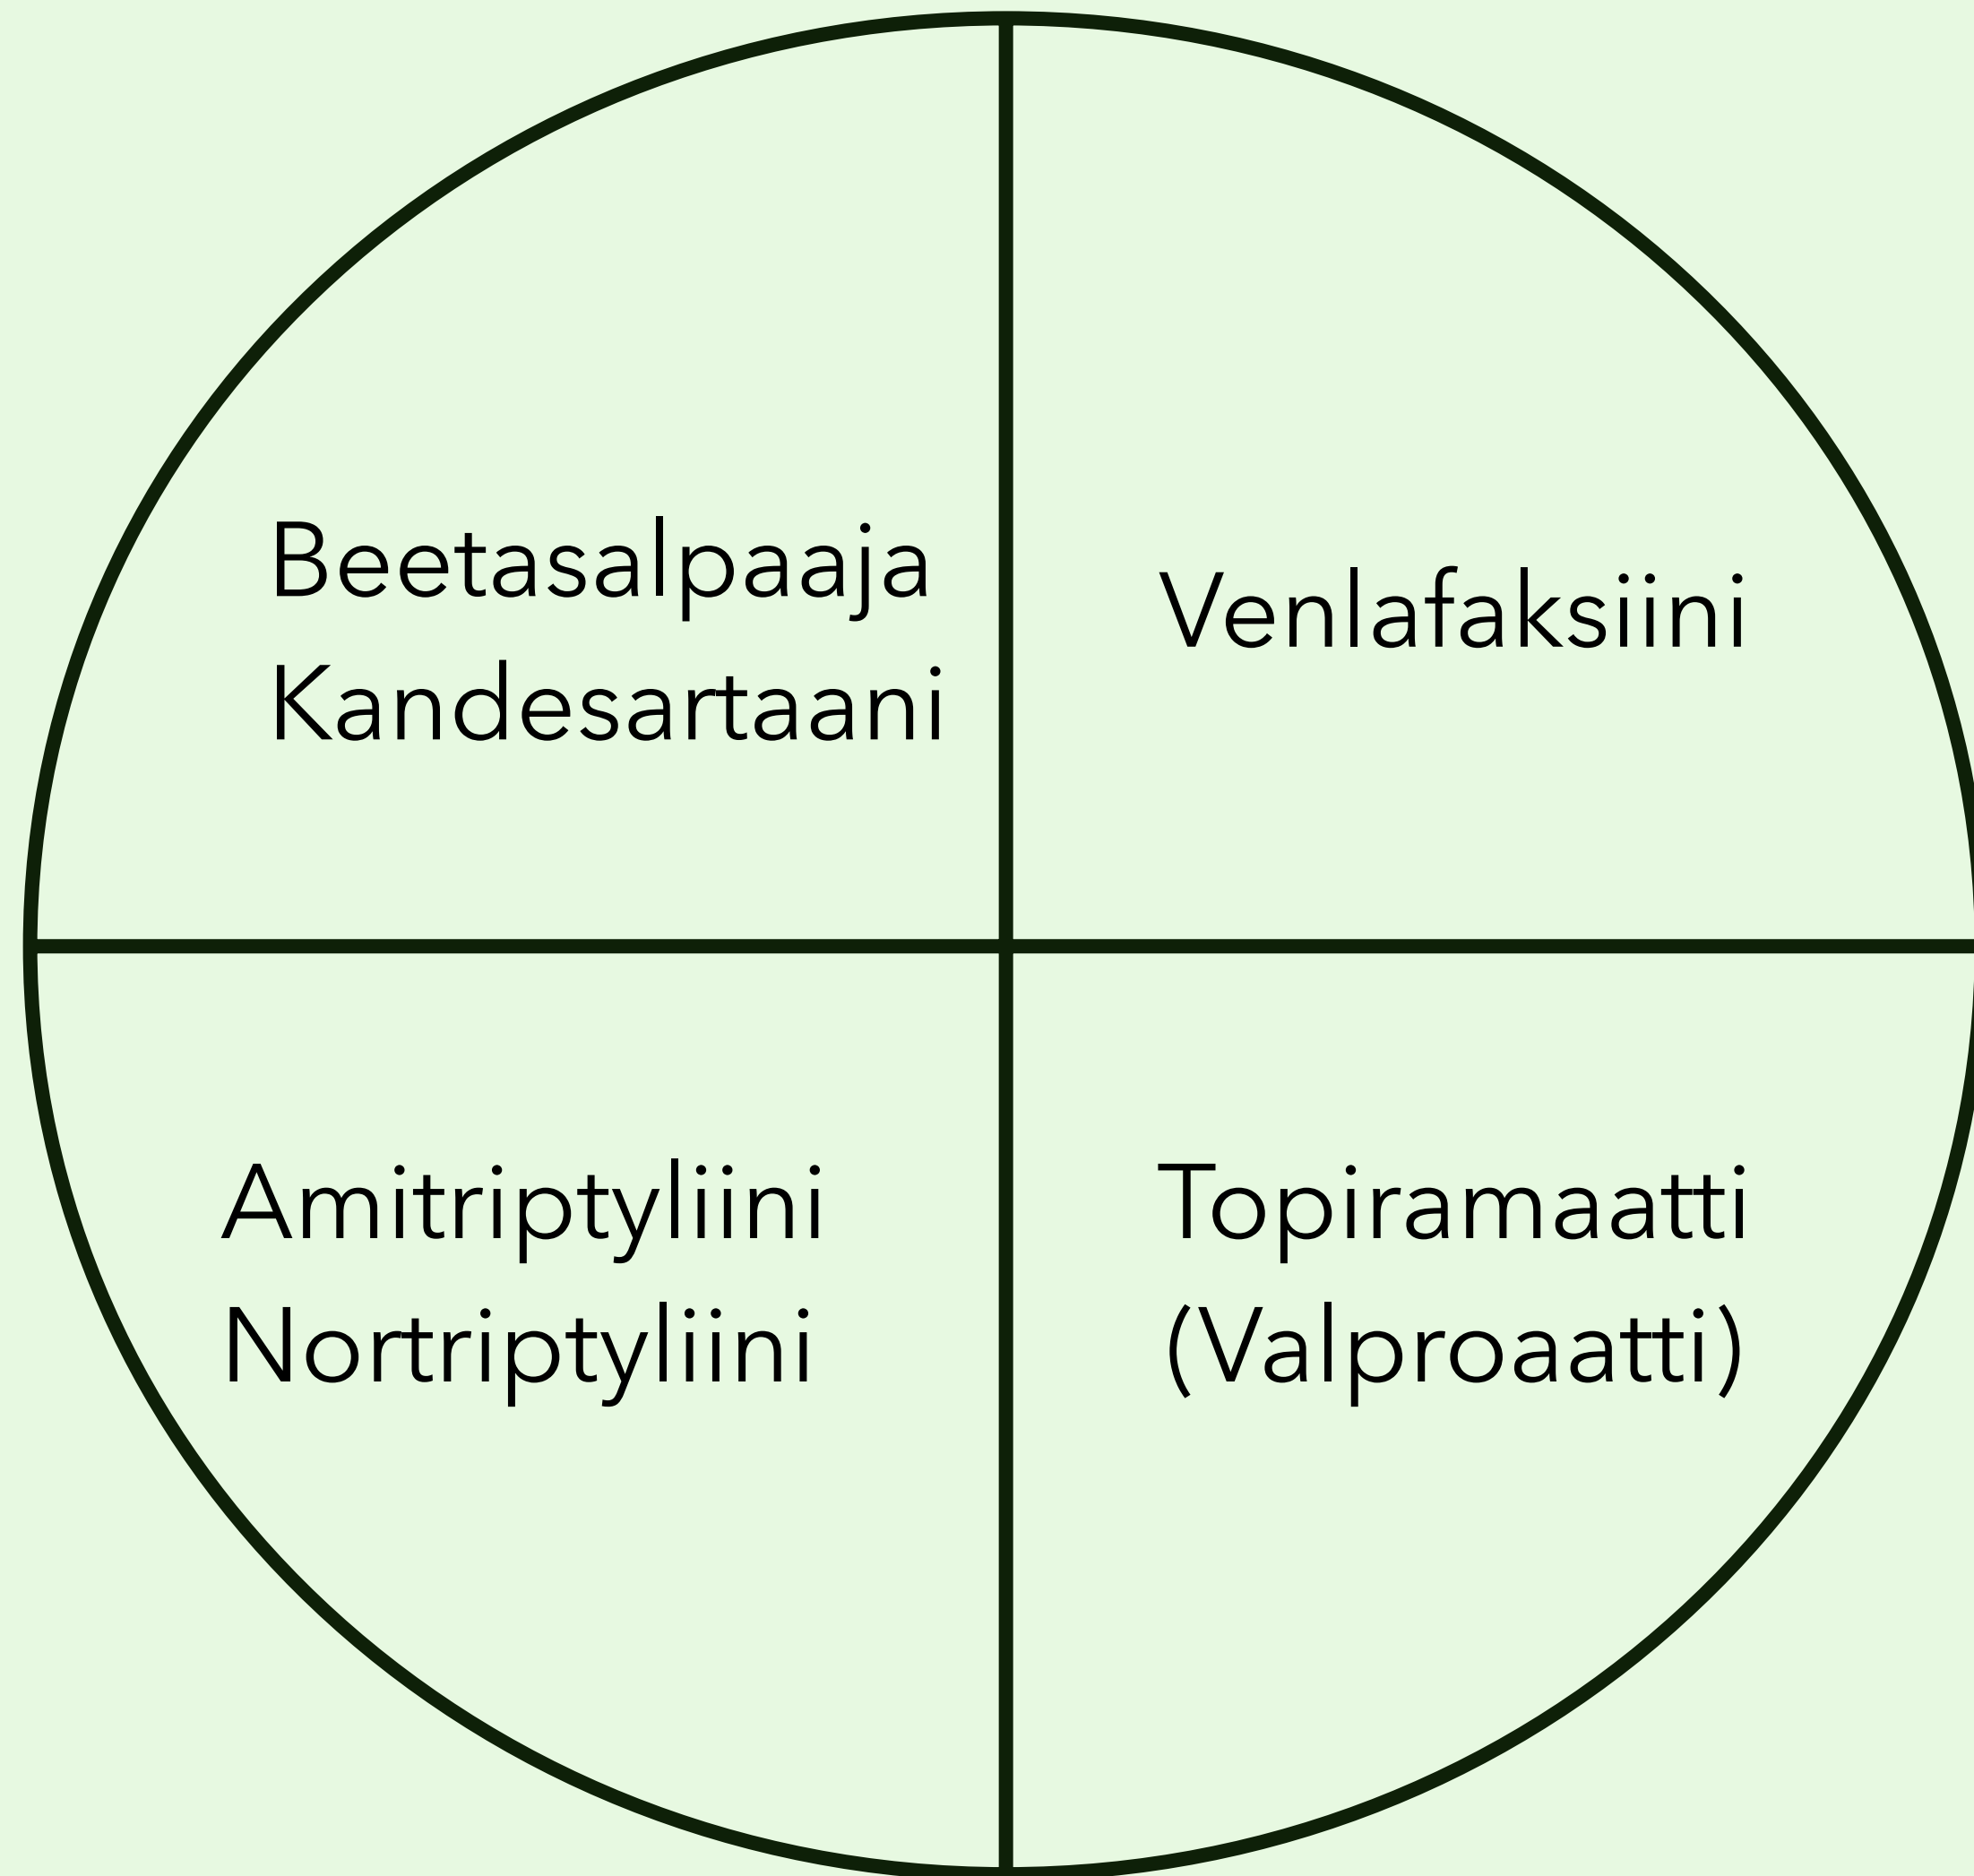 Beetasalpaaja
Kandesartaani
Venlafaksiini
Amitriptyliini
Nortriptyliini
Topiramaatti
(Valproaatti)